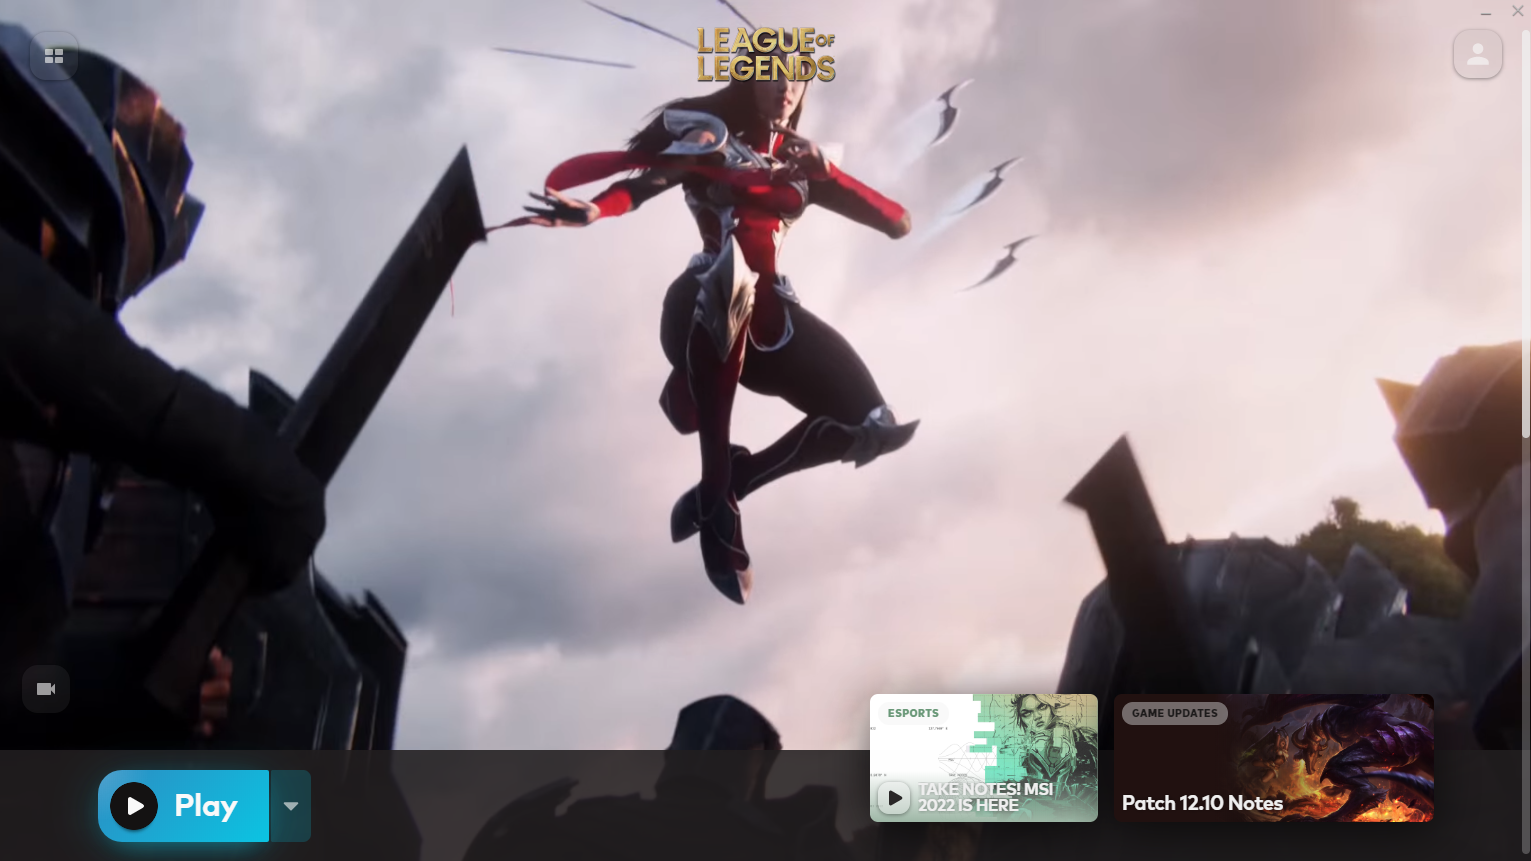 LEAGUE OF
LEGENDS
ESPORTS
TAKE NOTES! MSI
2022 IS HERE
GAME UPDATES
Patch 12.10 Notes
Play